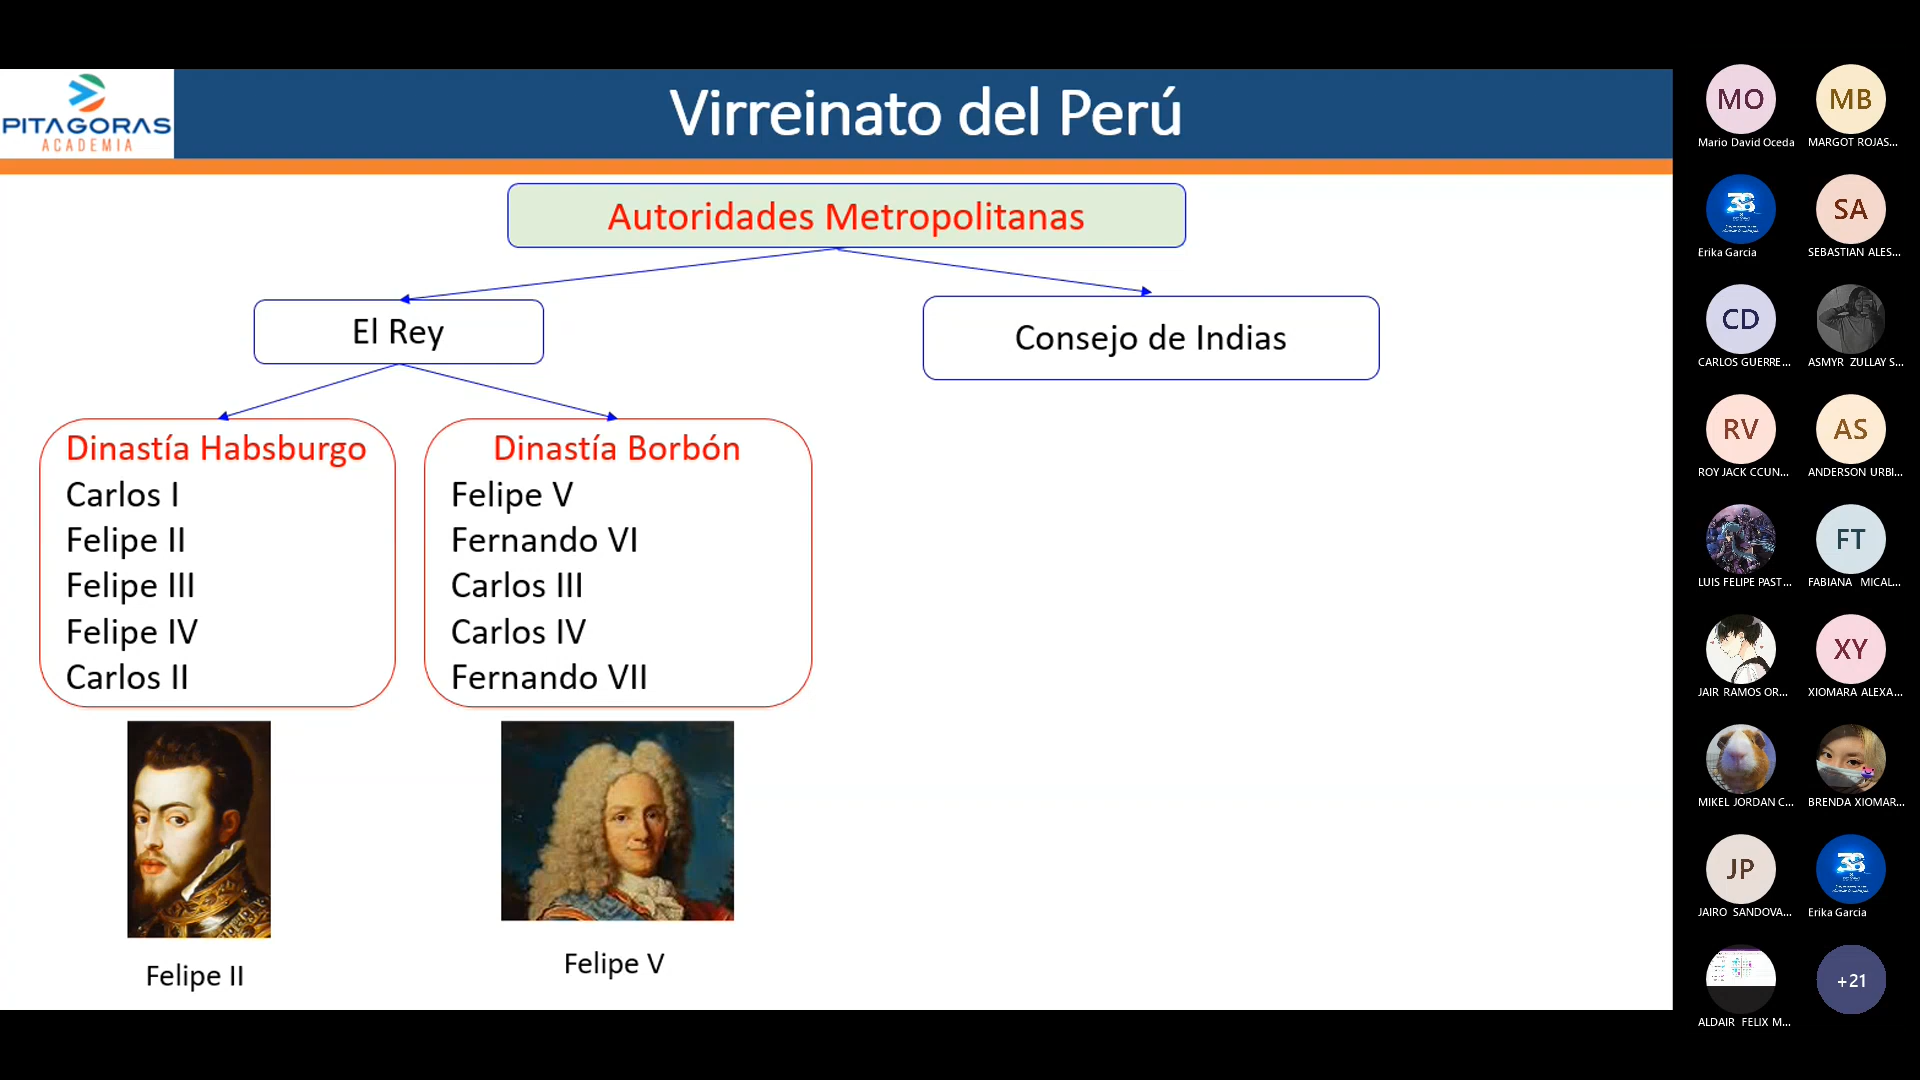 PITAGORAS
ACADEMIA
Virreinato del Perú
Autoridades Metropolitanas
El Rey
Consejo de Indias
Dinastía Habsburgo
Carlos I
Felipe II
Felipe III
Felipe IV
Carlos II
Dinastía Borbón
Felipe V
Fernando VI
Carlos III
Carlos IV
Fernando VII
Felipe II
Felipe V
MO
Mario David Oceda
MB
MARGOT ROJAS...
38
Erika Garcia
SA
SEBASTIAN ALES...
CD
CARLOS GUERRE...
ASMYR ZULLAY S...
RV
ROY JACK CCUN...
AS
ANDERSON URBI...
LUIS FELIPE PAST...
FT
FABIANA MICAL...
JAIR RAMOS OR...
XY
XIOMARA ALEXA...
MIKEL JORDAN C...
BRENDA XIOMAR...
JP
JAIRO SANDOVA...
38
Erika Garcia
ALDAIR FELIX M...
+21